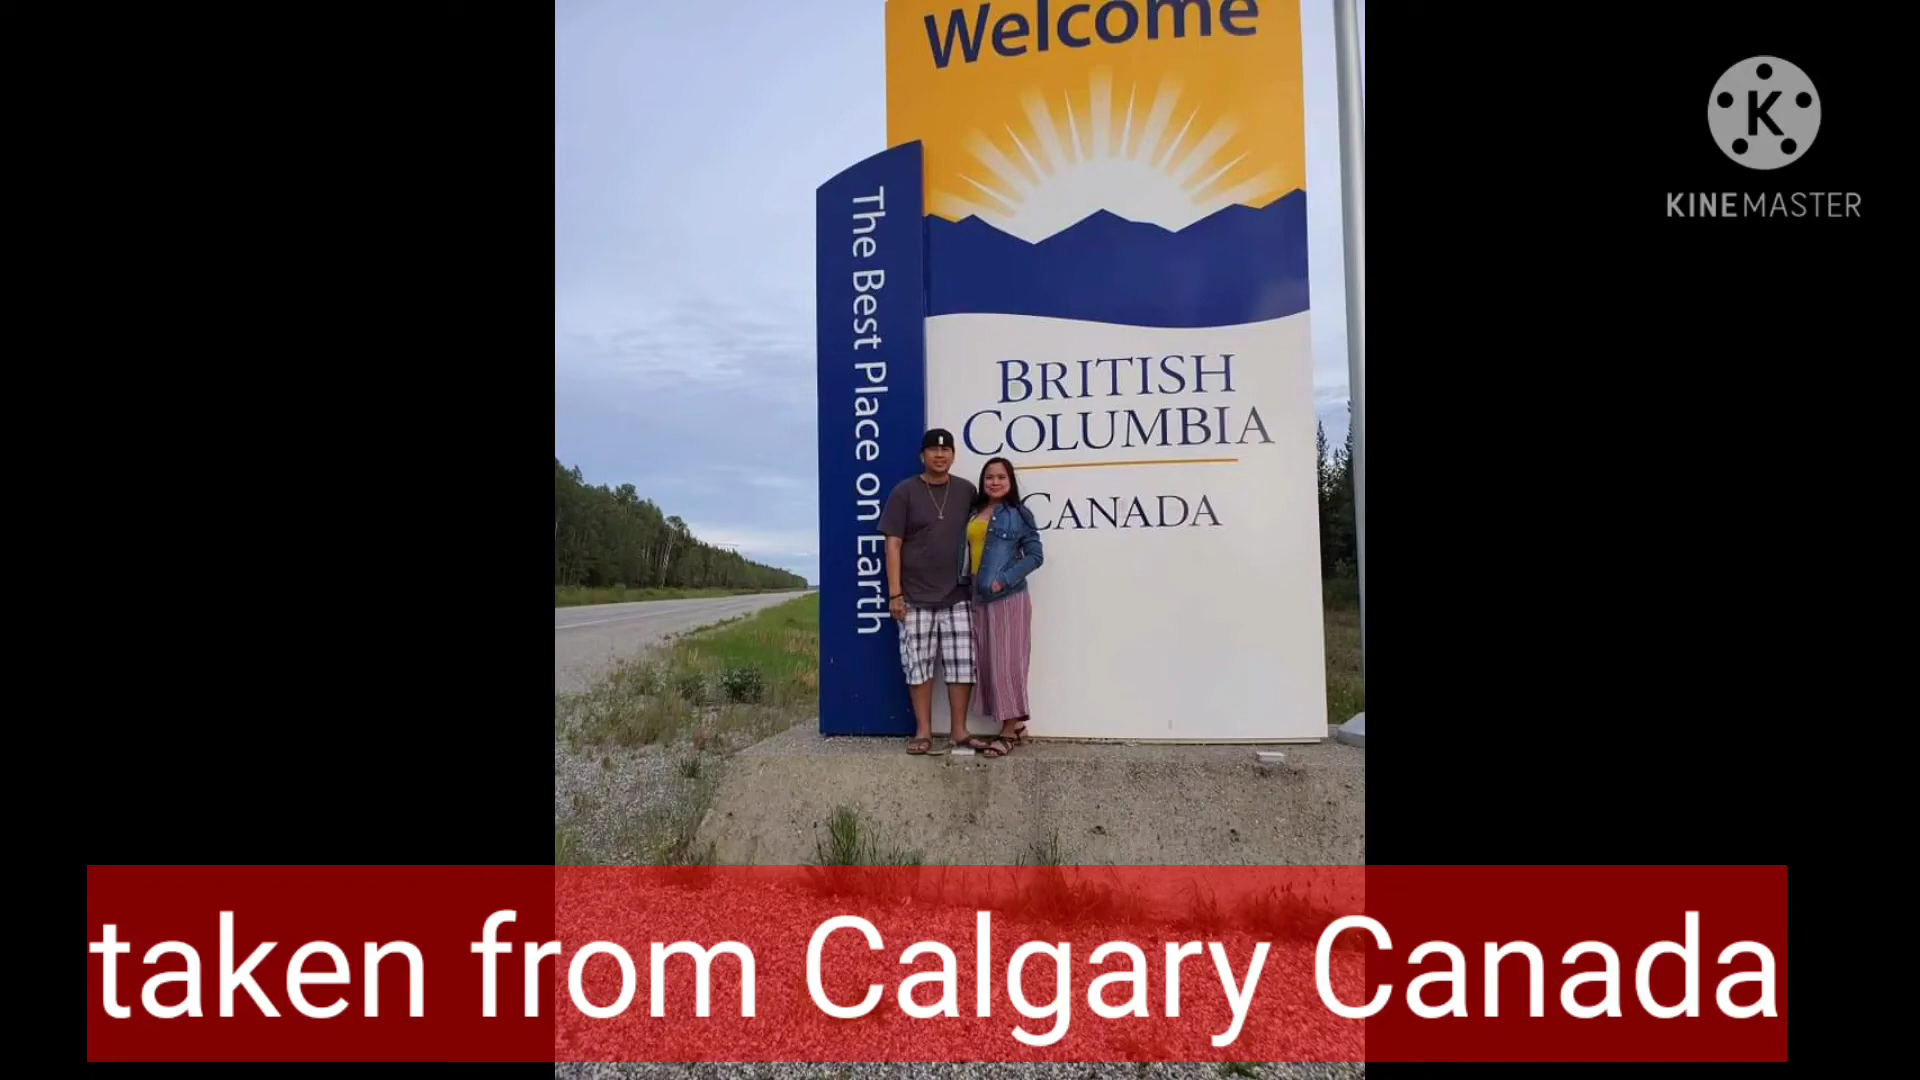 Welcome
The Best Place on Earth
BRITISH
COLUMBIA
CANADA
K
KINEMASTER
taken from Calgary Canada